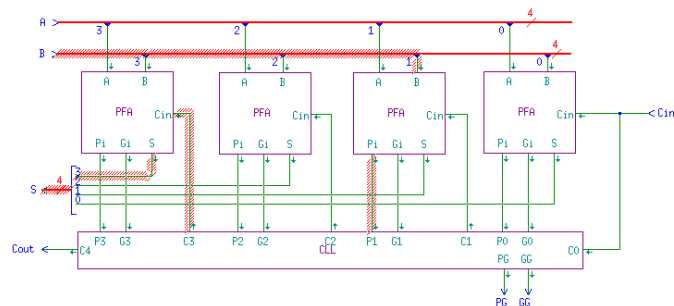 A 4
3 2 1 0
B 4
3 2 1 0
A B A B A B A B
PFA PFA PFA PFA
Cin Cin Cin Cin Cin
Pi Gi S Pi Gi S Pi Gi S Pi Gi S
3
2
S 4 1
0
P3 G3 C3 P2 G2 C2 P1 G1 C1 P0 G0
Cout C4 CLL C0
PG GG
PG GG